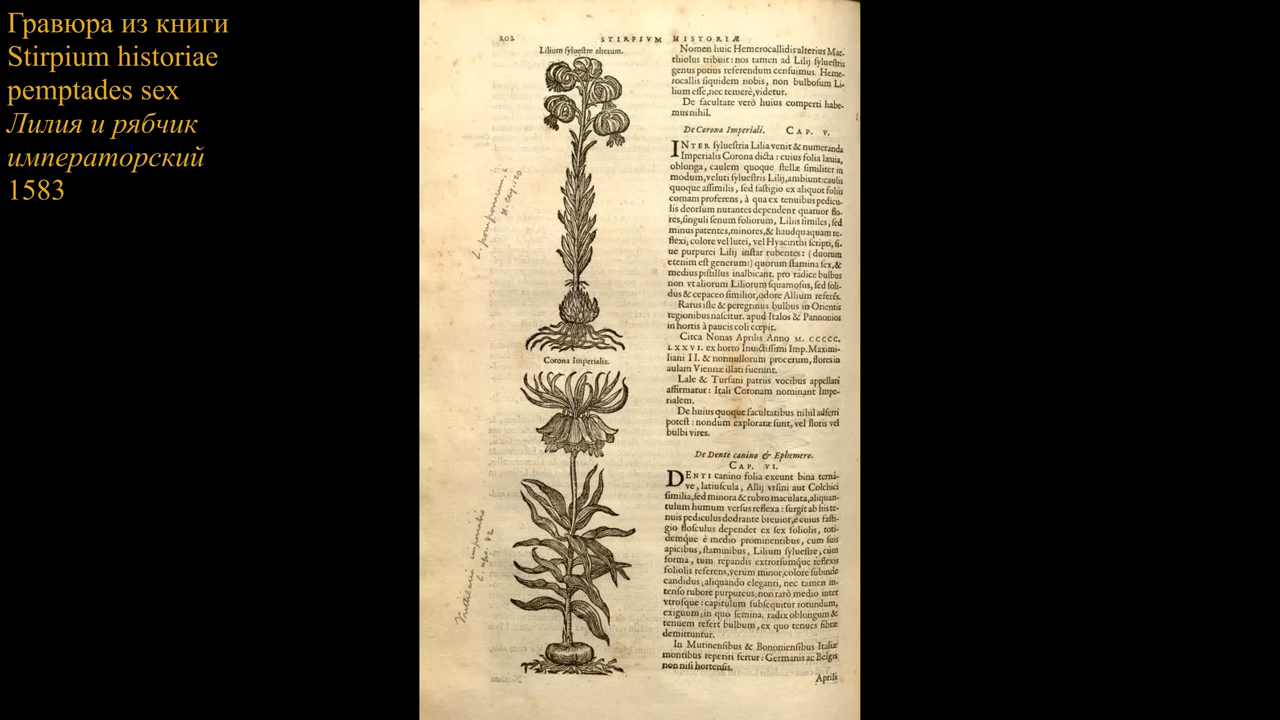 Гравюра из книги
Stirpium historiae
pemptades sex
Лилия и рябчик
императорский
1583
202 STIRPIVM HISTORIÆ
Lilium syluestre alterum.
Corona Imperialis.
Nomen huic Hemerocallidis alterius Mat-
thiolus tribuit: nos tamen ad Lilij syluestris
genus potius referendum censuimus. Heme-
rocallis siquidem nobis, non bulbosum Li-
lium esse, nec temerè, videtur.
De facultate verò huius comperti habe-
mus nihil.
De Corona Imperiali. CAP. V.
INTER syluestria Lilia venit & numeranda
Imperialis Corona dicta: cuius folia læuia,
oblonga, caulem quoque stellæ similiter in
modum, veluti syluestris Lilij, ambiunt: caulis
quoque assimilis, sed fastigio ex aliquot foliis
comam proferens, à qua ex tenuibus pedicu-
lis deorsum nutantes dependent quatuor flo-
res, singuli senum foliorum, Liliis similes, sed
minus patentes, minores, & haudquaquam re-
flexi; colore vel lutei, vel Hyacinthi scripti, si-
ue purpurei Lilij instar rubentes: (duorum
etenim est generum:) quorum stamina sex, &
medius pistillus inalbicant. pro radice bulbus
non vt aliorum Liliorum squamosus, sed soli-
dus & cepaceo similior, odore Allium referēs.
Rarus iste & peregrinus bulbus in Orientis
regionibus nascitur. apud Italos & Pannonios
in hortis à paucis coli cœpit.
Circa Nonas Aprilis Anno M. CCCCC.
LXXVI. ex horto Inuictissimi Imp. Maximi-
liani II. & nonnullorum procerum, flores in
aulam Viennæ illati fuerunt.
Lale & Tursani patriis vocibus appellari
affirmatur: Itali Coronam nominant Impe-
rialem.
De huius quoque facultatibus nihil adferri
potest: nondum exploratæ sunt, vel floris vel
bulbi vires.
De Dente canino & Ephemero.
CAP. VI.
DENTI canino folia exeunt bina terná-
ve, latiuscula, Allij vrsini aut Colchici
similia, sed minora & rubro maculata, aliquan-
tulum humum versus reflexa: surgit ab his te-
nuis pediculus dodrante breuior, è cuius fasti-
gio flosculus dependet ex sex foliolis, toti-
demque è medio prominentibus, cum suis
apicibus, staminibus, Lilium syluestre, cùm
forma, tum repandis extrorsumque reflexis
foliolis referens, verùm minor, colore subinde
candidus; aliquando eleganti, nec tamen in-
tenso rubore purpureus; non rarò medio inter
vtrosque: capitulum subsequitur rotundum,
exiguum, in quo semina. radix oblongum &
tenuem refert bulbum, ex quo tenues fibræ
demittuntur.
In Mutinensibus & Bononiensibus Italiæ
montibus reperiri fertur: Germanis ac Belgis
non nisi hortensis.
Aprili